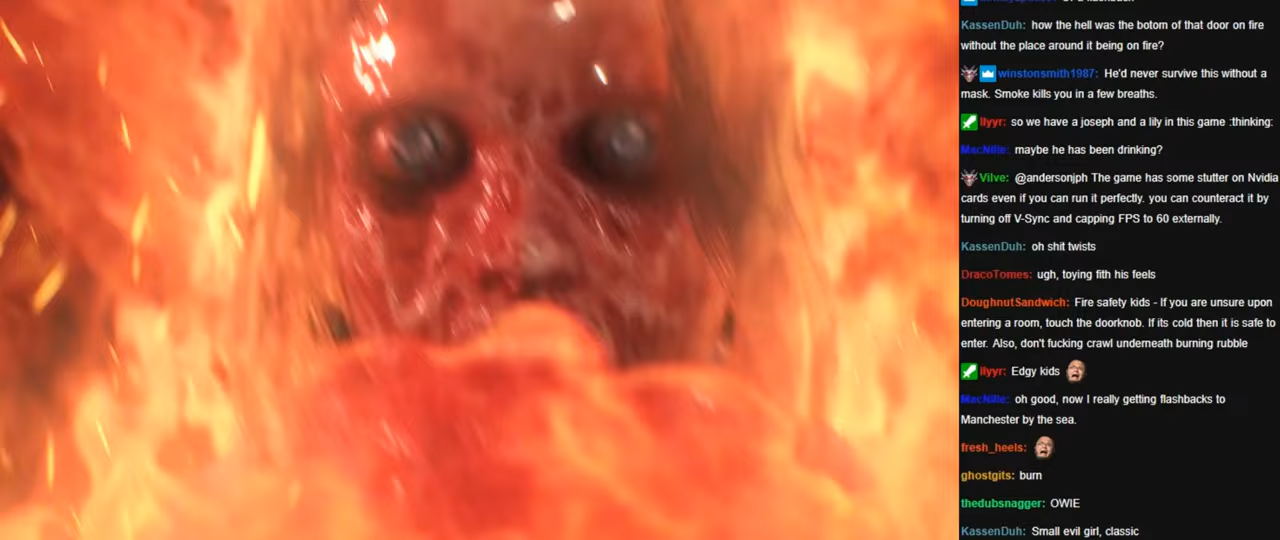 KassenDuh: how the hell was the botom of that door on fire
without the place around it being on fire?
winstonsmith1987: He'd never survive this without a
mask. Smoke kills you in a few breaths.
llyyr: so we have a joseph and a lily in this game :thinking:
MacNille: maybe he has been drinking?
Vilve: @andersonjph The game has some stutter on Nvidia
cards even if you can run it perfectly. you can counteract it by
turning off V-Sync and capping FPS to 60 externally.
KassenDuh: oh shit twists
DracoTomes: ugh, toying fith his feels
DoughnutSandwich: Fire safety kids - If you are unsure upon
entering a room, touch the doorknob. If its cold then it is safe to
enter. Also, don't fucking crawl underneath burning rubble
llyyr: Edgy kids
MacNille: oh good, now I really getting flashbacks to
Manchester by the sea.
fresh_heels:
ghostgits: burn
thedubsnagger: OWIE
KassenDuh: Small evil girl, classic